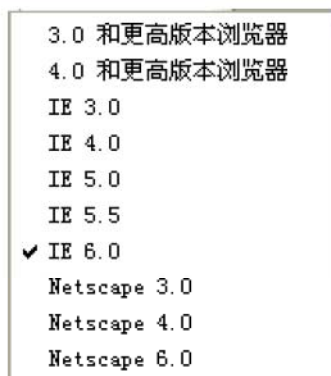 3.0 和更高版本浏览器
4.0 和更高版本浏览器
IE 3.0
IE 4.0
IE 5.0
IE 5.5
✔ IE 6.0
Netscape 3.0
Netscape 4.0
Netscape 6.0